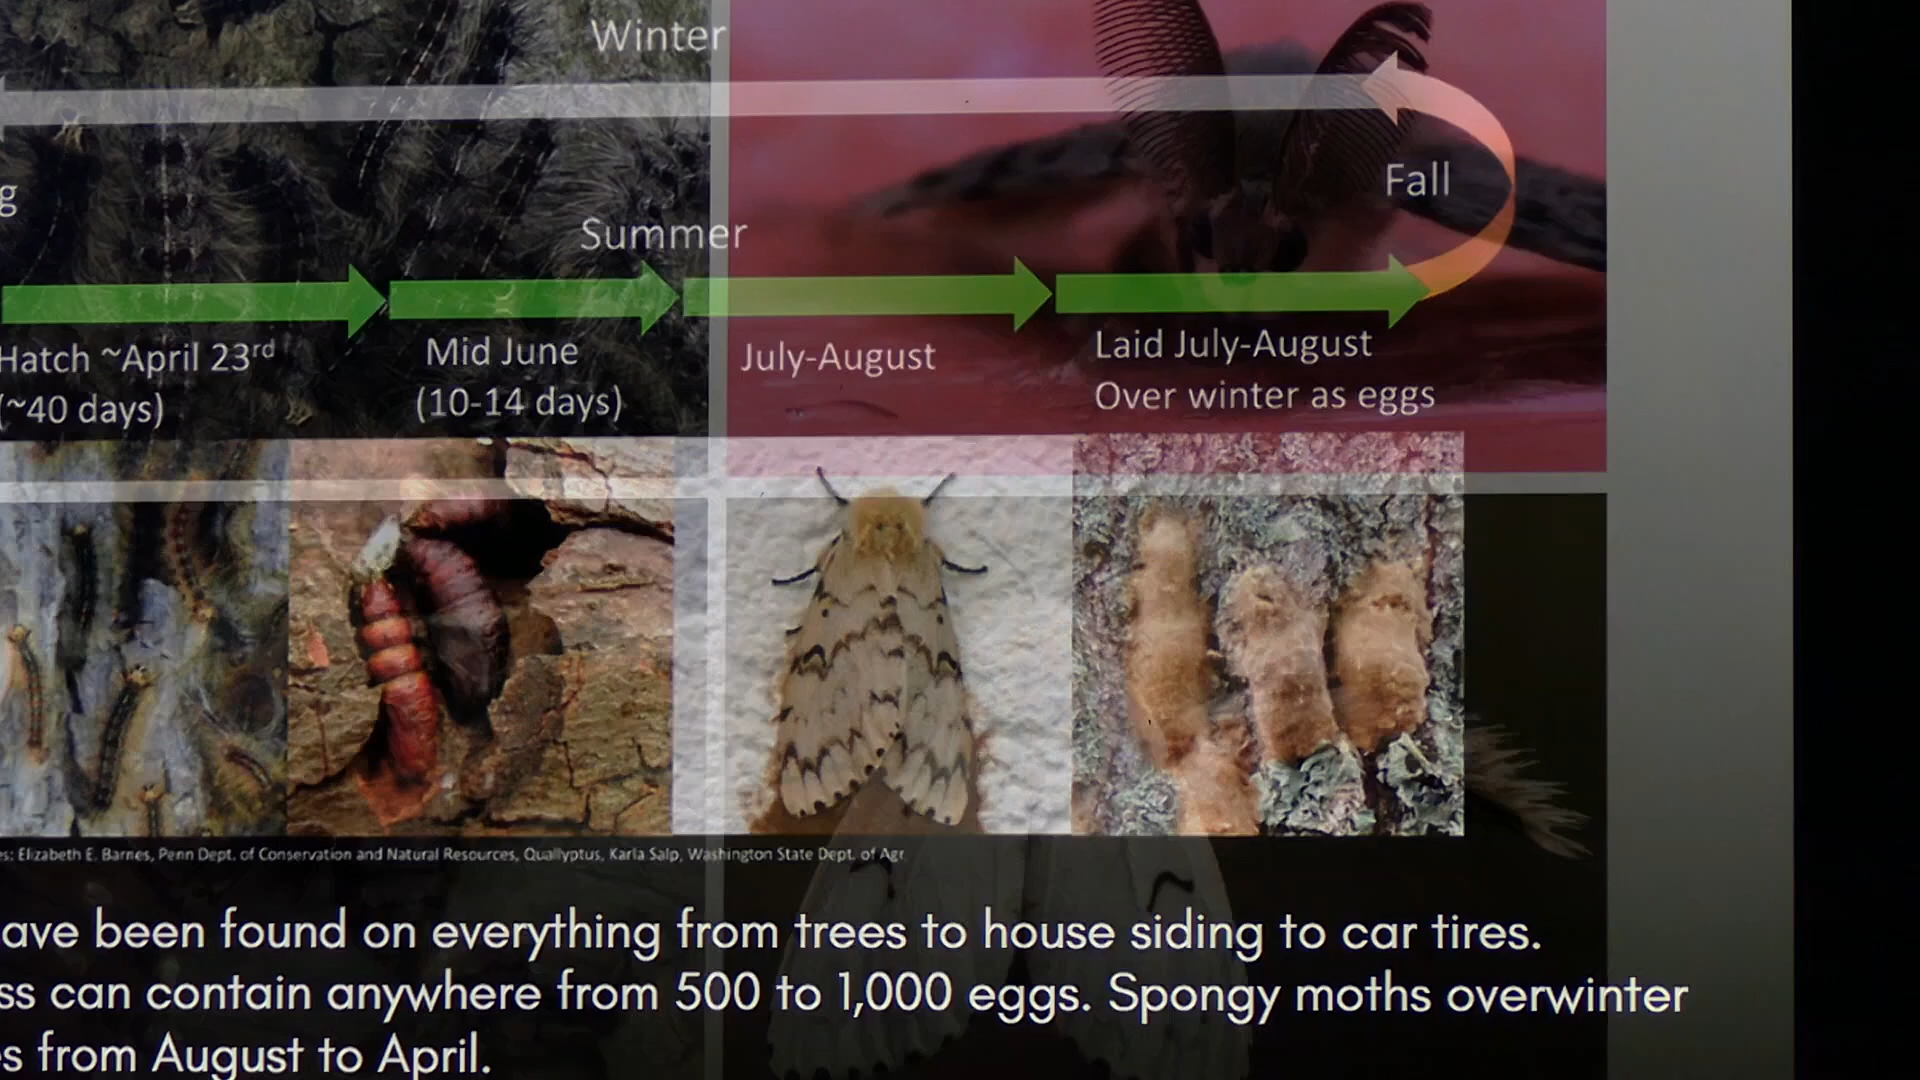 Winter
Fall
g
Summer
Hatch ~April 23rd
(~40 days)
Mid June
(10-14 days)
July-August
Laid July-August
Over winter as eggs
es: Elizabeth E. Barnes, Penn Dept. of Conservation and Natural Resources, Quallyptus, Karla Salp, Washington State Dept. of Agr.
ave been found on everything from trees to house siding to car tires.
ss can contain anywhere from 500 to 1,000 eggs. Spongy moths overwinter
es from August to April.